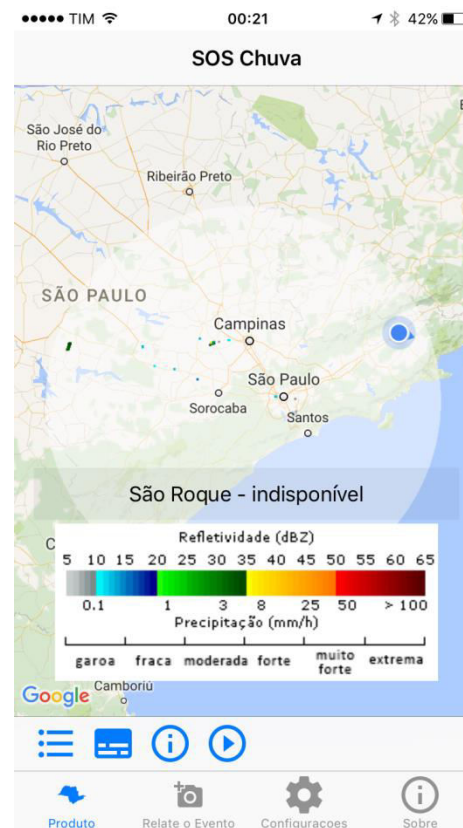 TIM 00:21 42%
SOS Chuva
São José do
Rio Preto
Ribeirão Preto
SÃO PAULO
Campinas
São Paulo
Sorocaba
Santos
São Roque - indisponível
Refletividade (dBZ)
5 10 15 20 25 30 35 40 45 50 55 60 65
0.1 1 3 8 25 50 > 100
Precipitação (mm/h)
garoa fraca moderada forte muito forte extrema
Camboriú
Google
Produto Relate o Evento Configuracoes Sobre